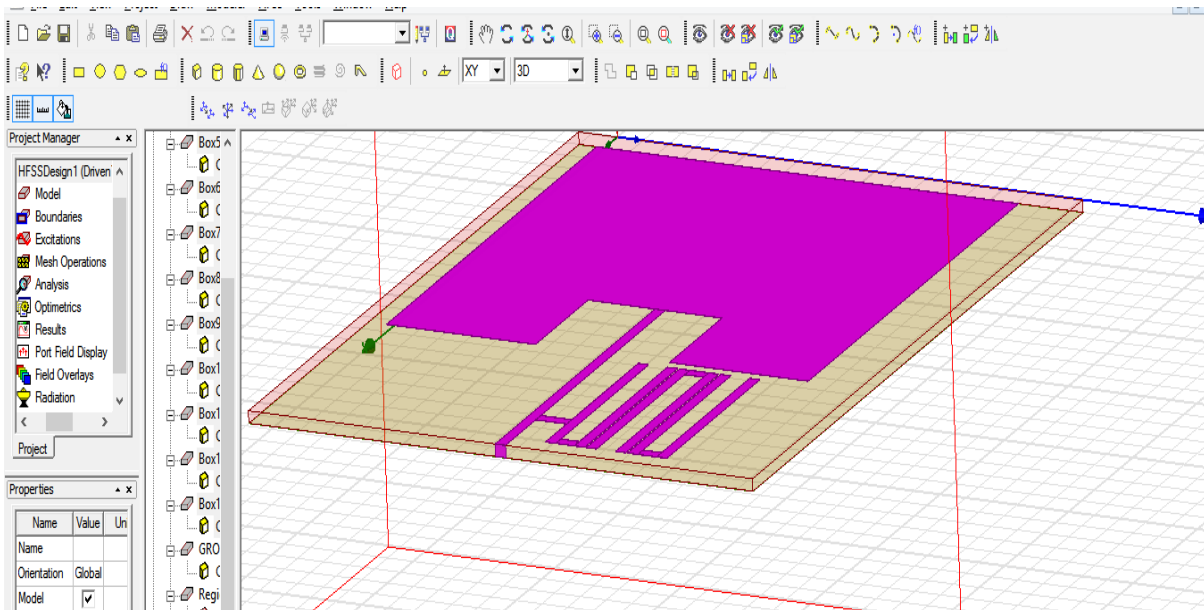 XY
3D
Project Manager
HFSSDesign1 (Driven
Model
Boundaries
Excitations
Mesh Operations
Analysis
Optimetrics
Results
Port Field Display
Field Overlays
Radiation
Project
Properties
Name Value Un
Name
Orientation Global
Model
Box5
Box6
Box7
Box8
Box9
Box1
Box1
Box1
Box1
GRO
Regi